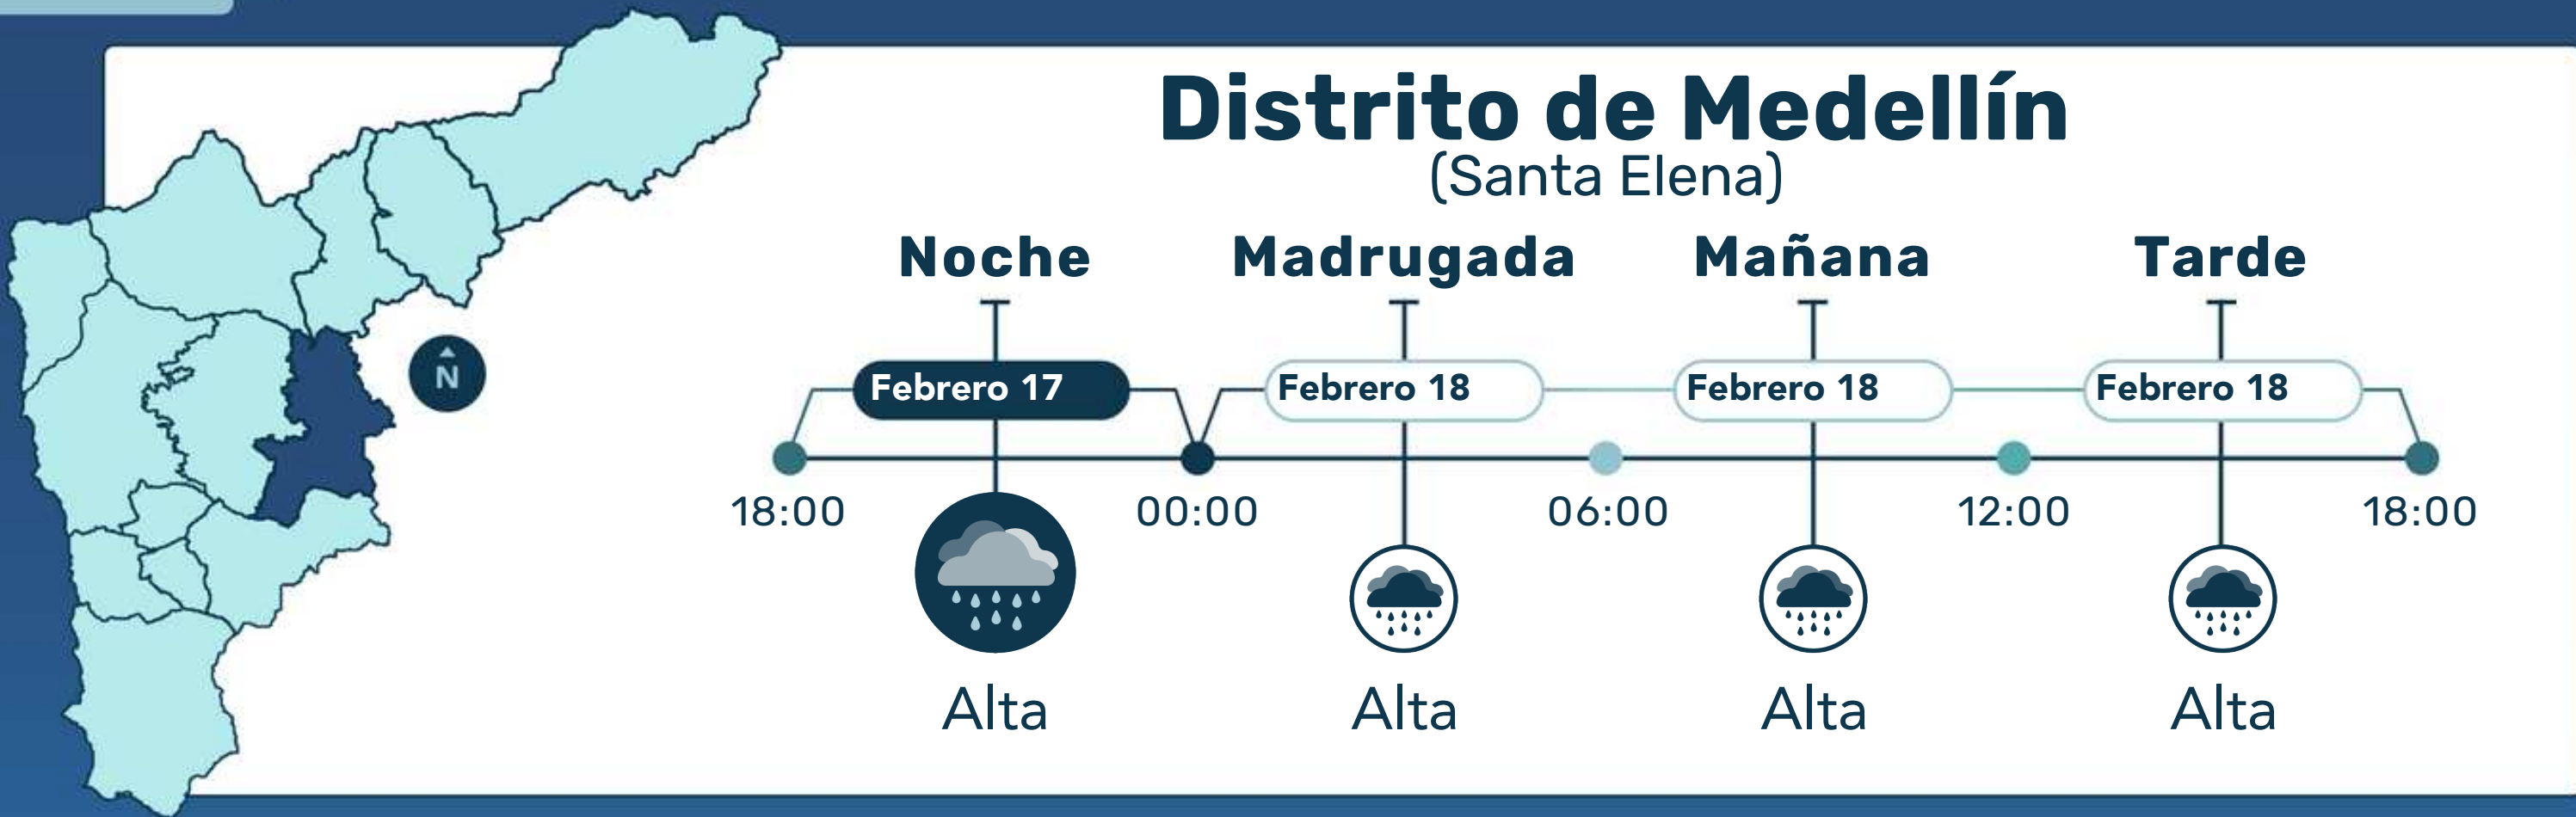 Distrito de Medellín
(Santa Elena)
Noche Madrugada Mañana Tarde
Febrero 17 Febrero 18 Febrero 18 Febrero 18
N
18:00 00:00 06:00 12:00 18:00
Alta Alta Alta Alta